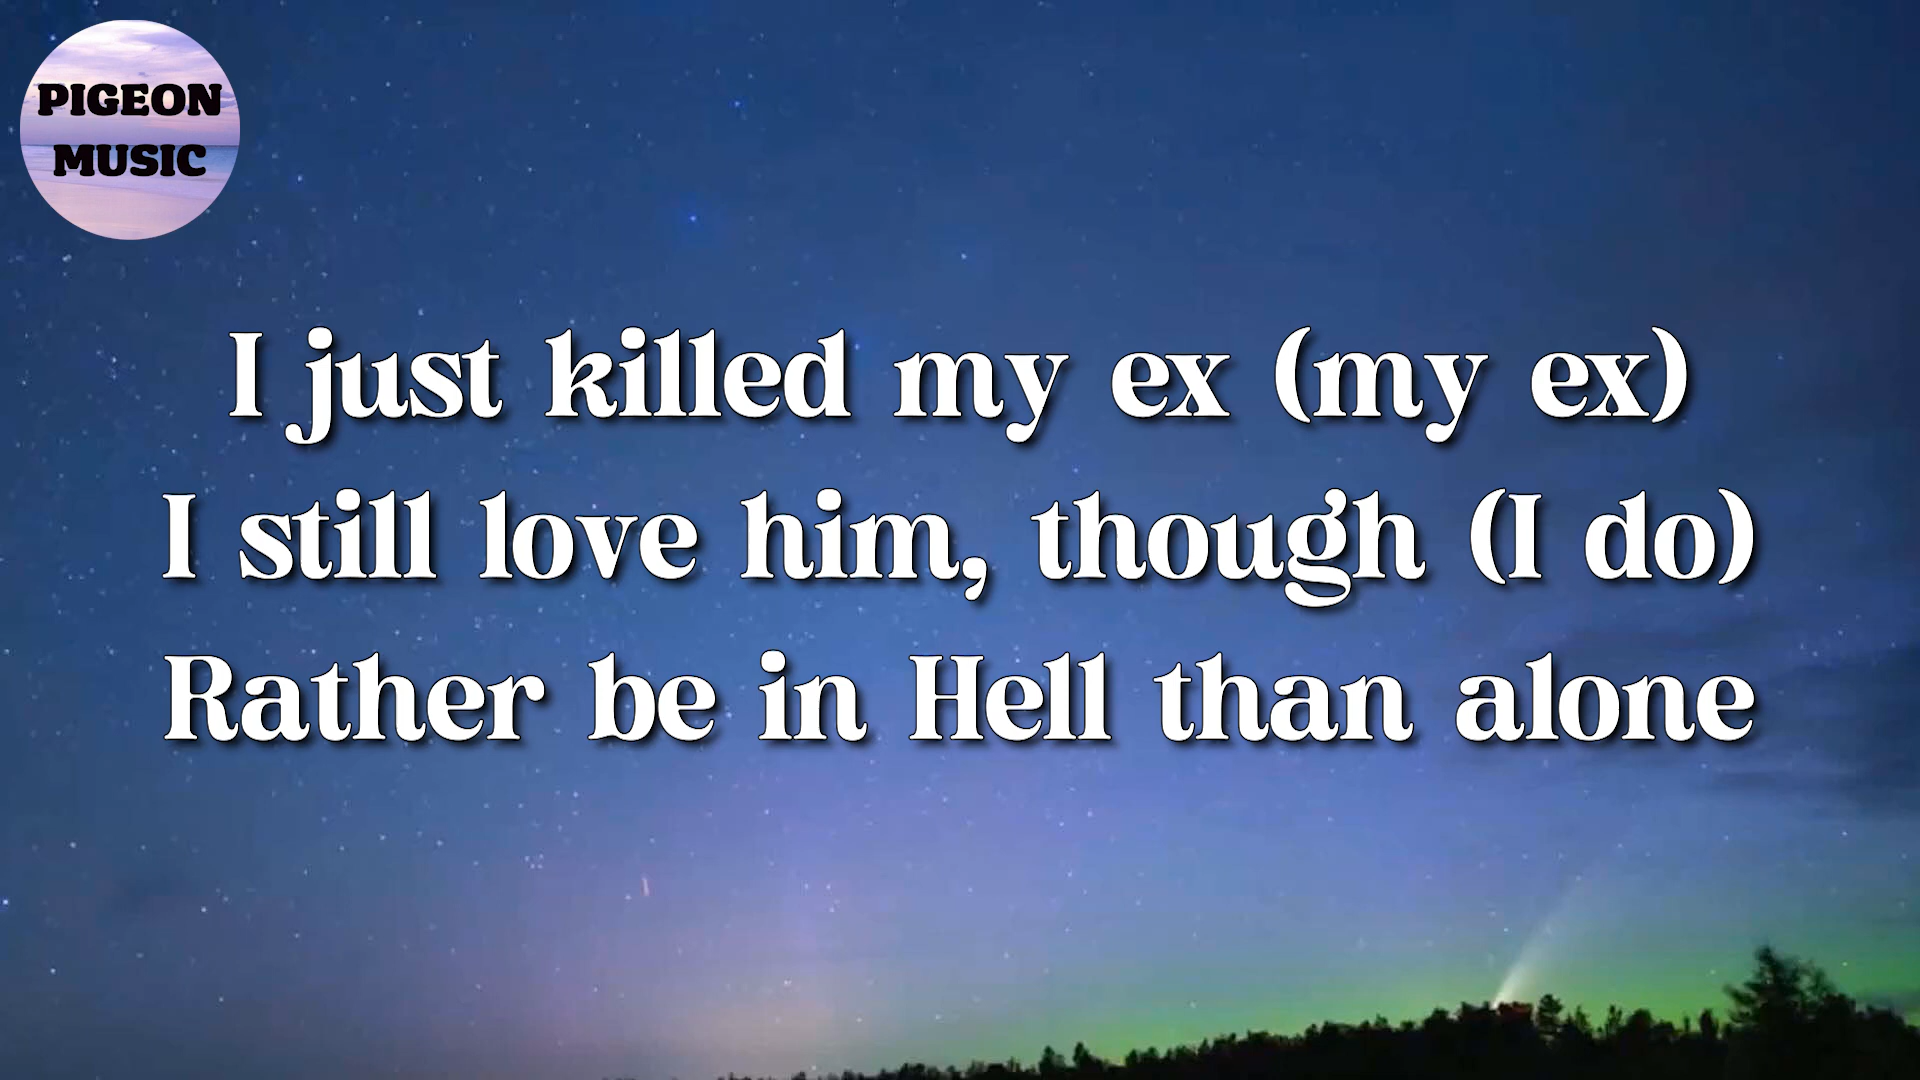 PIGEON
MUSIC
I just killed my ex (my ex)
I still love him, though (I do)
Rather be in Hell than alone